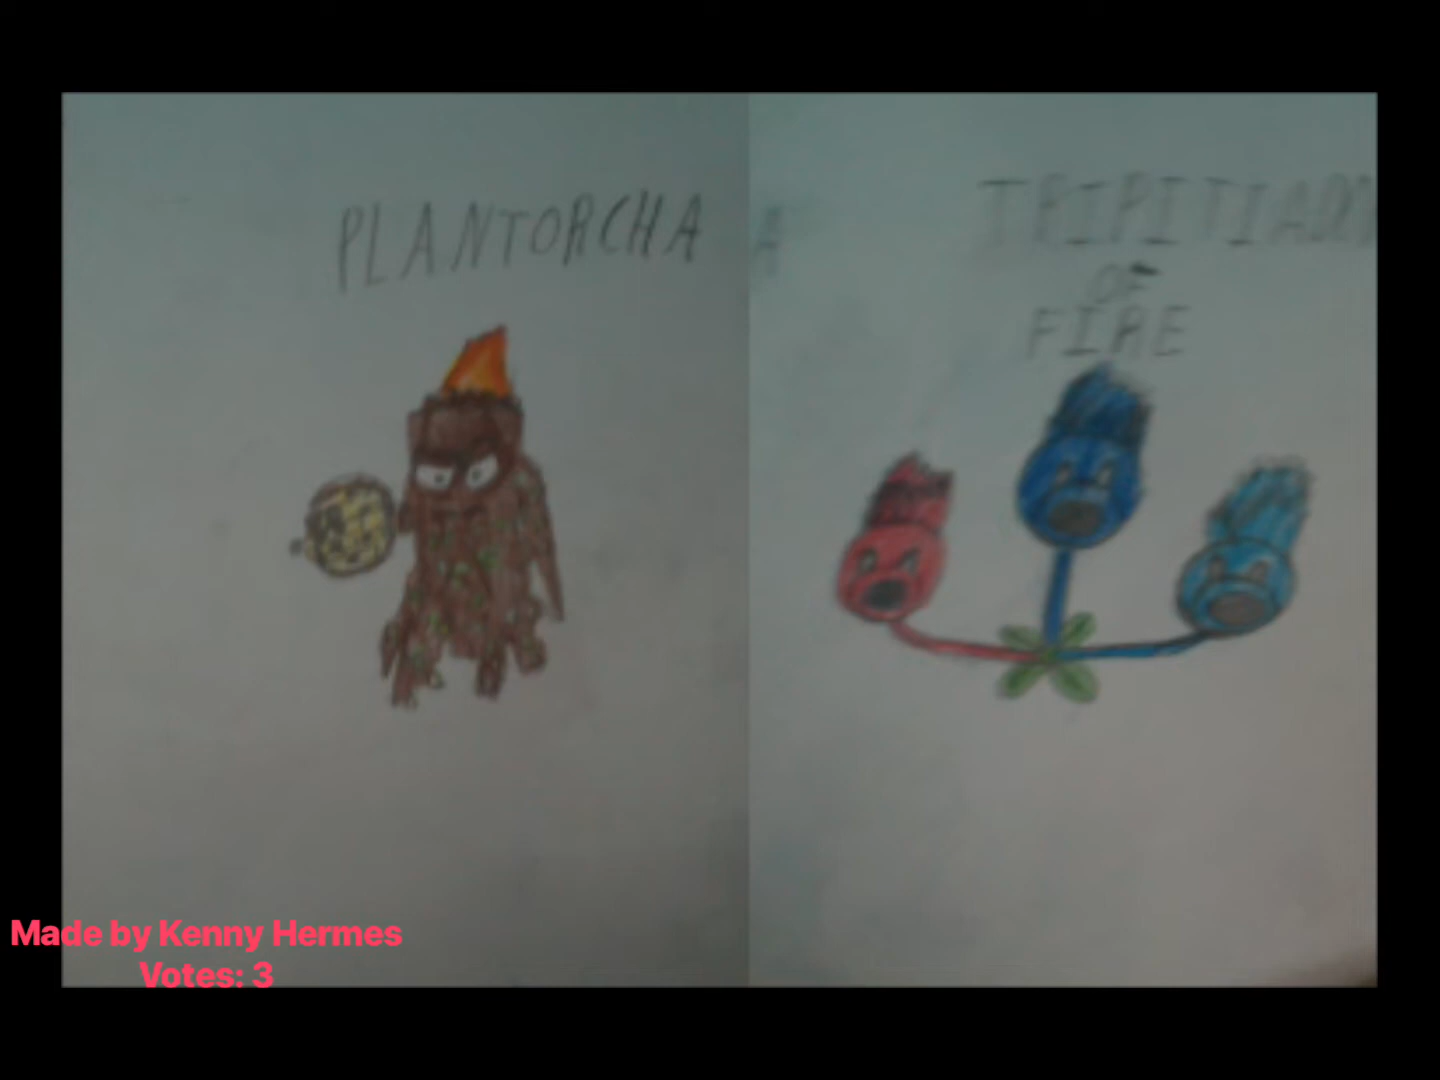 PLANTORCHA
A
OF
FIRE
Made by Kenny Hermes
Votes: 3